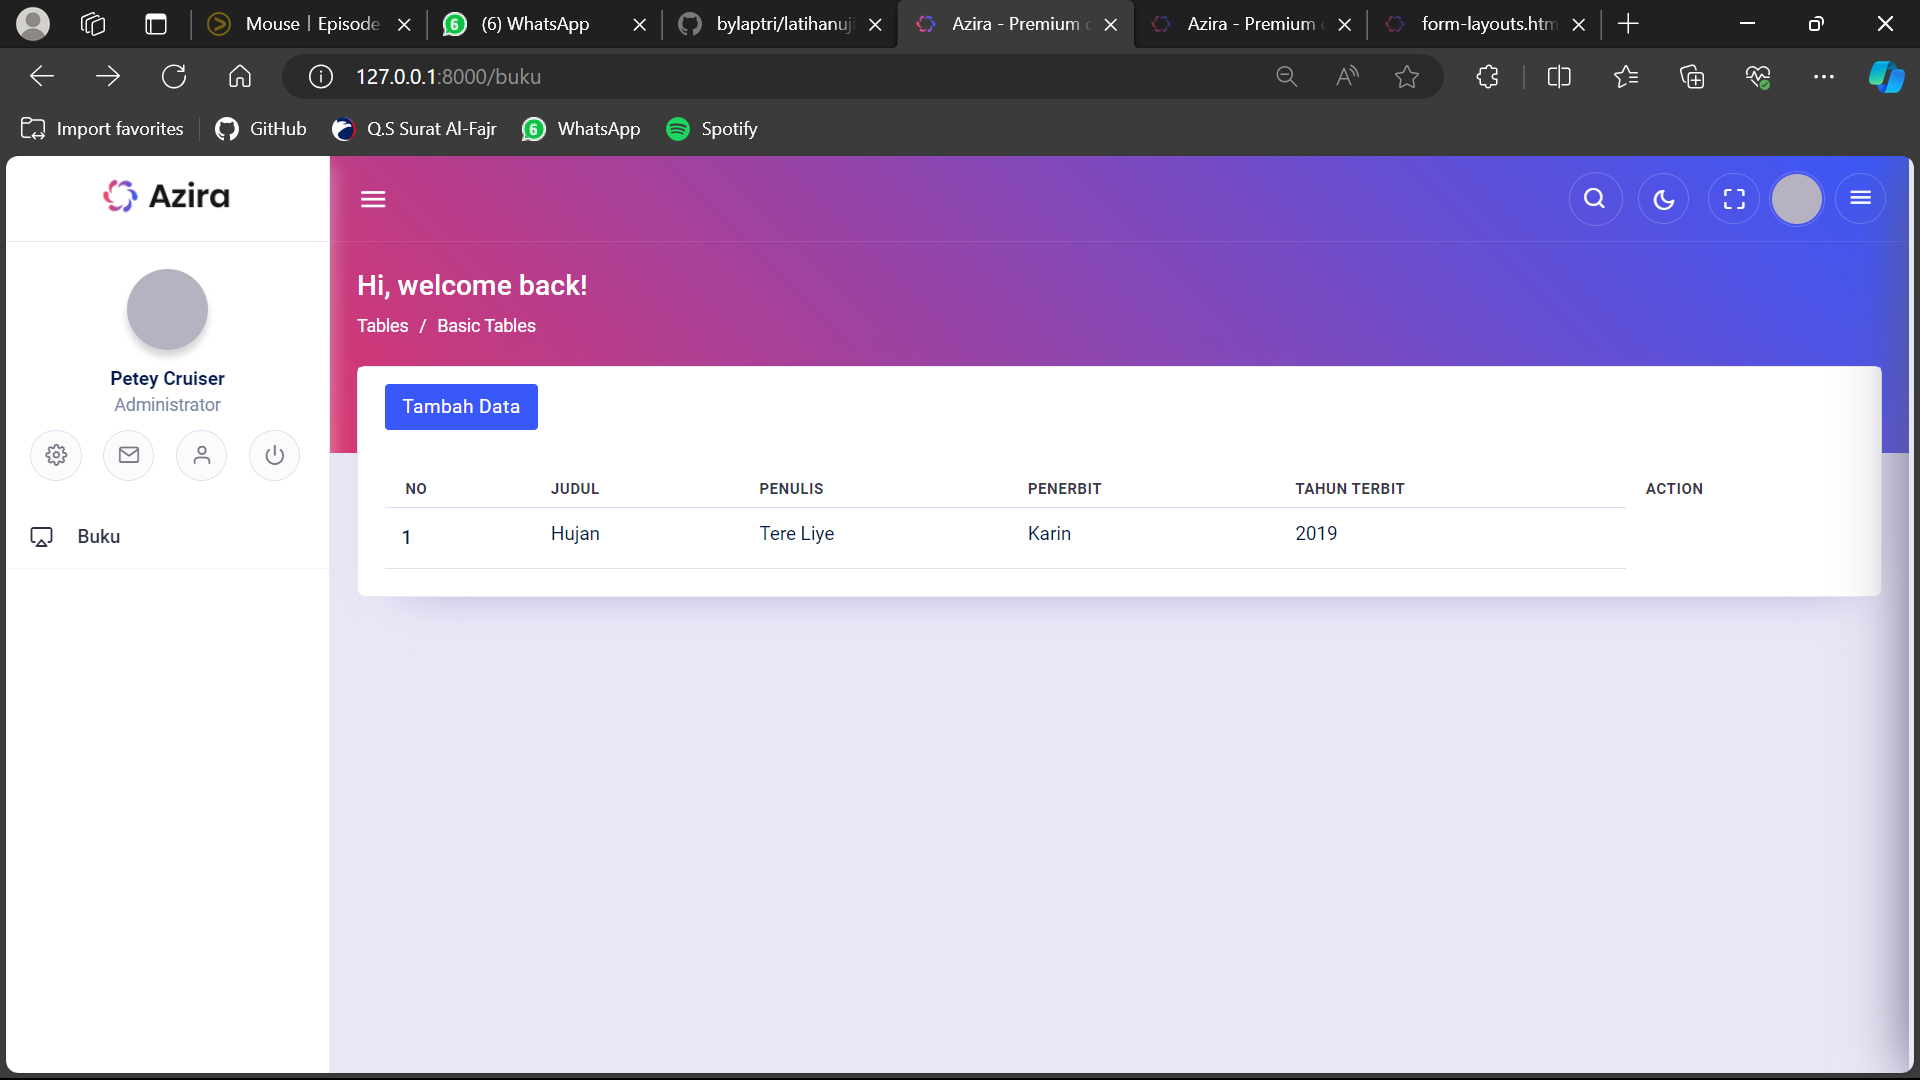 Mouse | Episode
(6) WhatsApp
bylaptri/latihanuji
Azira - Premium
Azira - Premium
form-layouts.htm
127.0.0.1:8000/buku
Import favorites
GitHub
Q.S Surat Al-Fajr
6
WhatsApp
Spotify
Azira
Hi, welcome back!
Tables / Basic Tables
Petey Cruiser
Administrator
Buku
Tambah Data
NO JUDUL PENULIS PENERBIT TAHUN TERBIT ACTION
1 Hujan Tere Liye Karin 2019